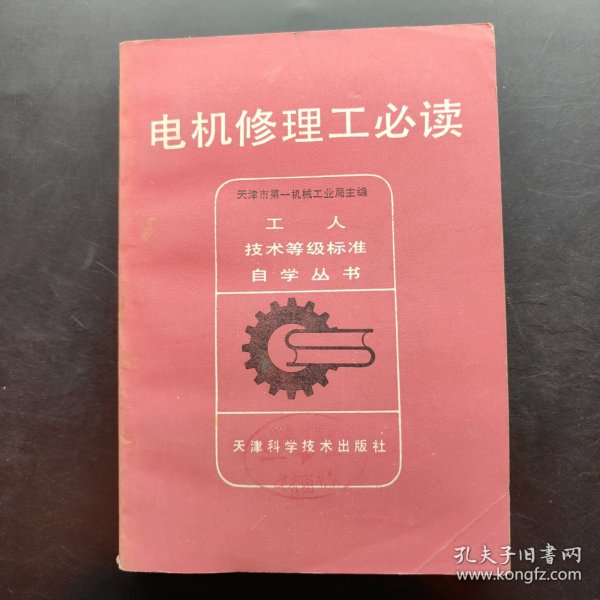 电机修理工必读
天津市第一机械工业局主编
工人
技术等级标准
自学丛书
天津科学技术出版社
孔夫子旧书网
www.kongfz.com